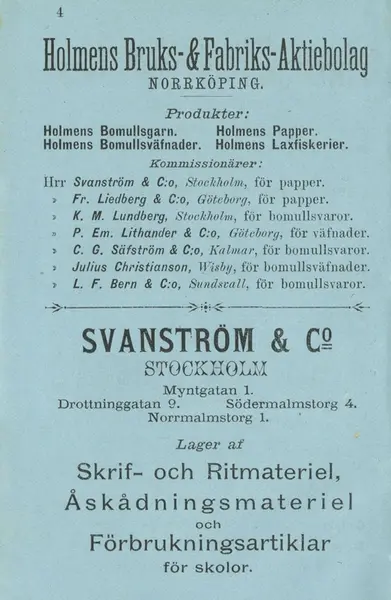 4
Holmens Bruks- & Fabriks-Aktiebolag
NORRKÖPING.
Produkter:
Holmens Bomullsgarn. Holmens Papper.
Holmens Bomullsväfnader. Holmens Laxfiskerier.
Kommissionärer:
Hrr Svanström & C:o, Stockholm, för papper.
» Fr. Liedberg & C:o, Göteborg, för papper.
» K. M. Lundberg, Stockholm, för bomullsvaror.
» P. Em. Lithander & C:o, Göteborg, för väfnader.
» C. G. Säfström & C:o, Kalmar, för bomullsvaror.
» Julius Christianson, Wisby, för bomullsväfnader.
» L. F. Bern & C:o, Sundsvall, för bomullsvaror.
SVANSTRÖM & Co
STOCKHOLM
Myntgatan 1.
Drottninggatan 9. Södermalmstorg 4.
Norrmalmstorg 1.
Lager af
Skrif- och Ritmateriel,
Åskådningsmateriel
och
Förbrukningsartiklar
för skolor.